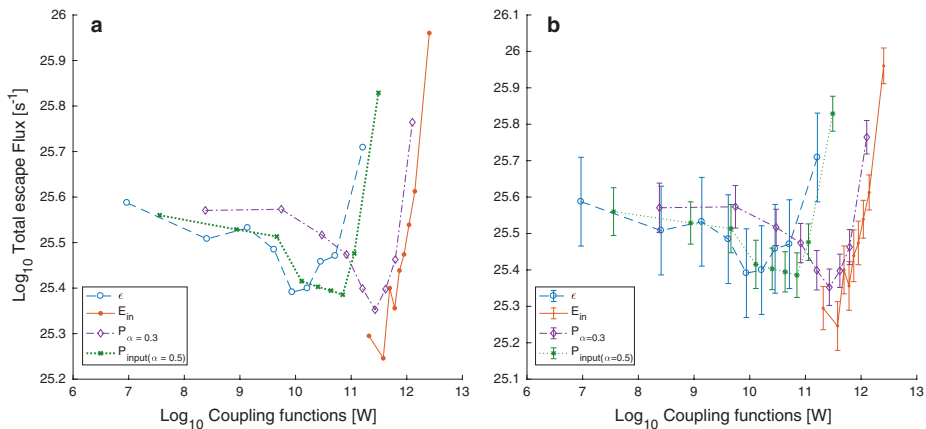 a
26
25.9
25.8
25.7
25.6
25.5
25.4
25.3
25.2
Log10 Total escape Flux [s-1]
6 7 8 9 10 11 12 13
Log10 Coupling functions [W]
ϵ
Ein
Pα = 0.3
Pinput(α = 0.5)
b
26.1
26
25.9
25.8
25.7
25.6
25.5
25.4
25.3
25.2
25.1
6 7 8 9 10 11 12 13
Log10 Coupling functions [W]
ϵ
Ein
Pα=0.3
Pinput(α=0.5)